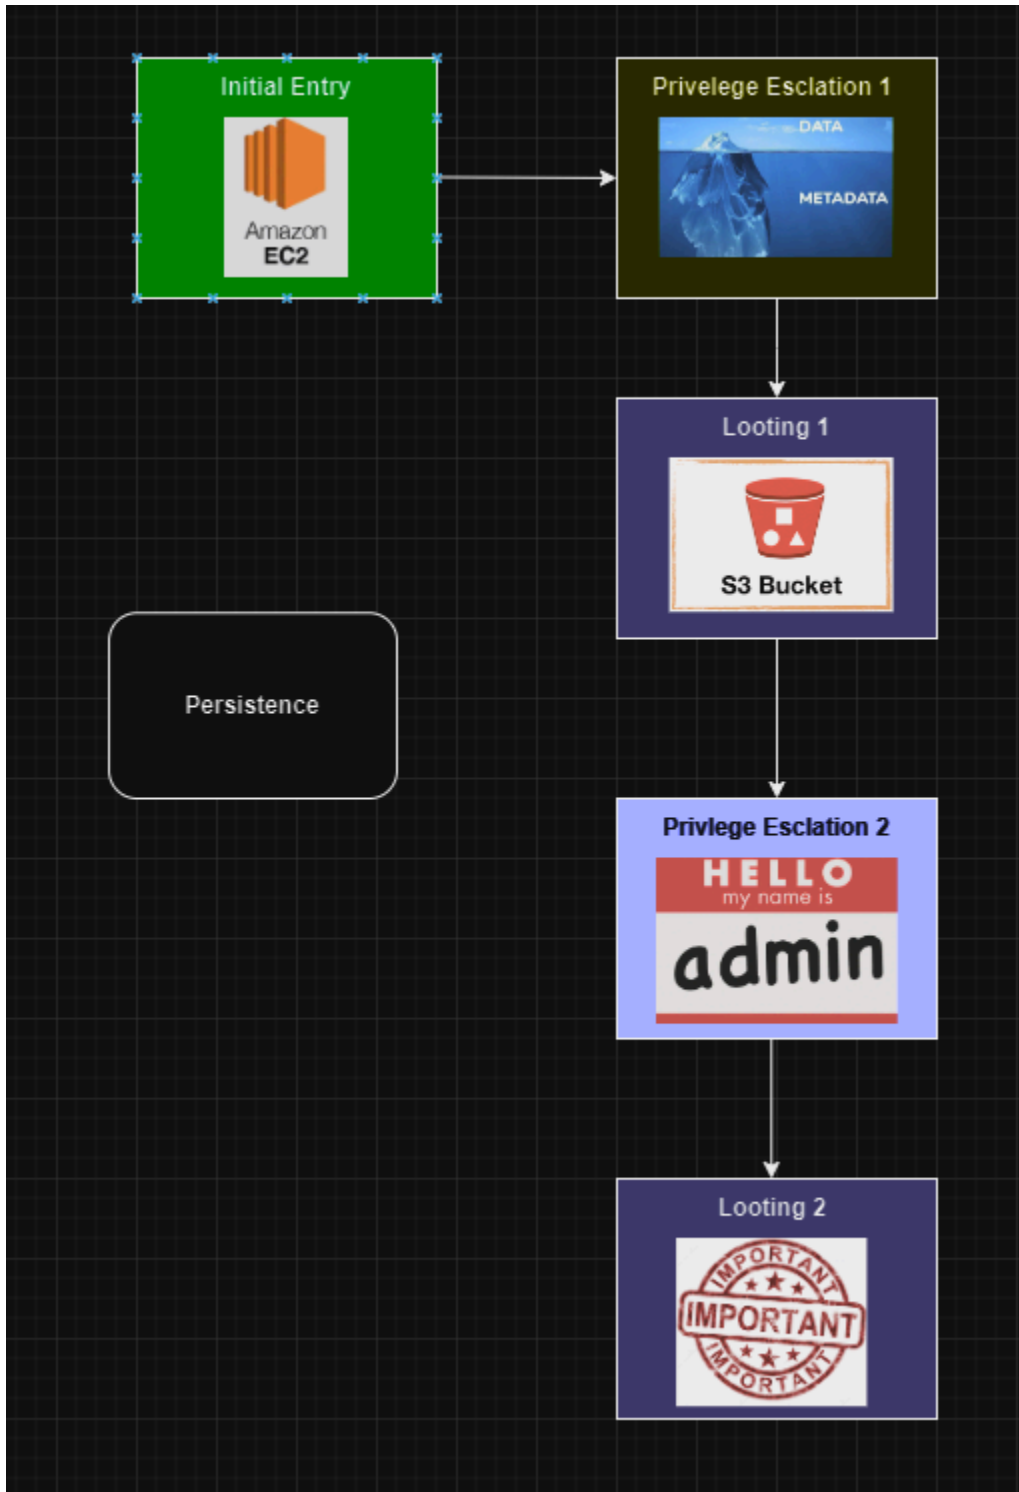 Initial Entry
Amazon
EC2
Privelege Esclation 1
DATA
METADATA
Looting 1
S3 Bucket
Persistence
Privlege Esclation 2
HELLO
my name is
admin
Looting 2
IMPORTANT
IMPORTANT
IMPORTANT